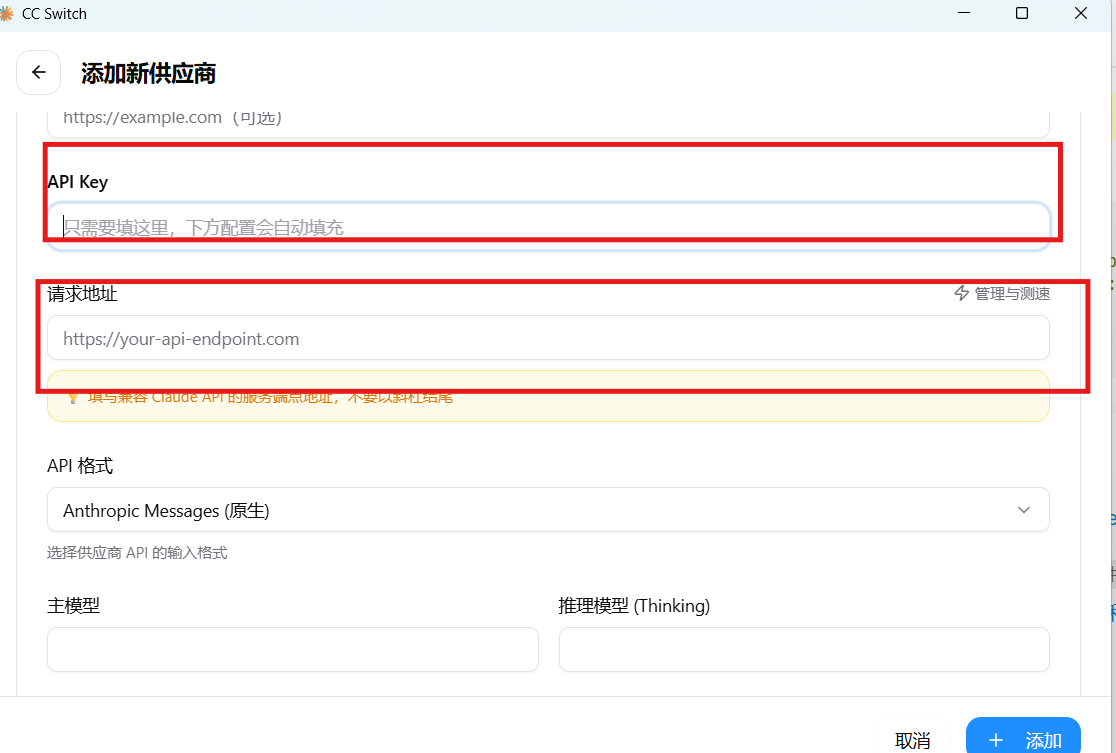 CC Switch
添加新供应商
https://example.com（可选）
API Key
只需要填这里，下方配置会自动填充
请求地址
管理与测速
https://your-api-endpoint.com
填写兼容 Claude API 的服务端点地址，不要以斜杠结尾
API 格式
Anthropic Messages (原生)
选择供应商 API 的输入格式
主模型
推理模型 (Thinking)
取消
+ 添加